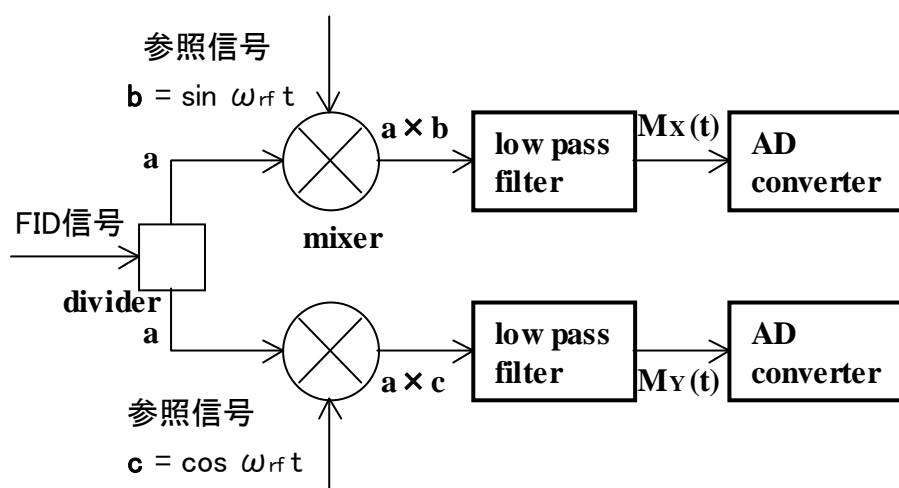 参照信号
b = sin ωrf t
a × b
MX(t)
low pass
filter
AD
converter
a
FID信号
mixer
divider
a
low pass
filter
AD
converter
a × c
MY(t)
参照信号
c = cos ωrf t